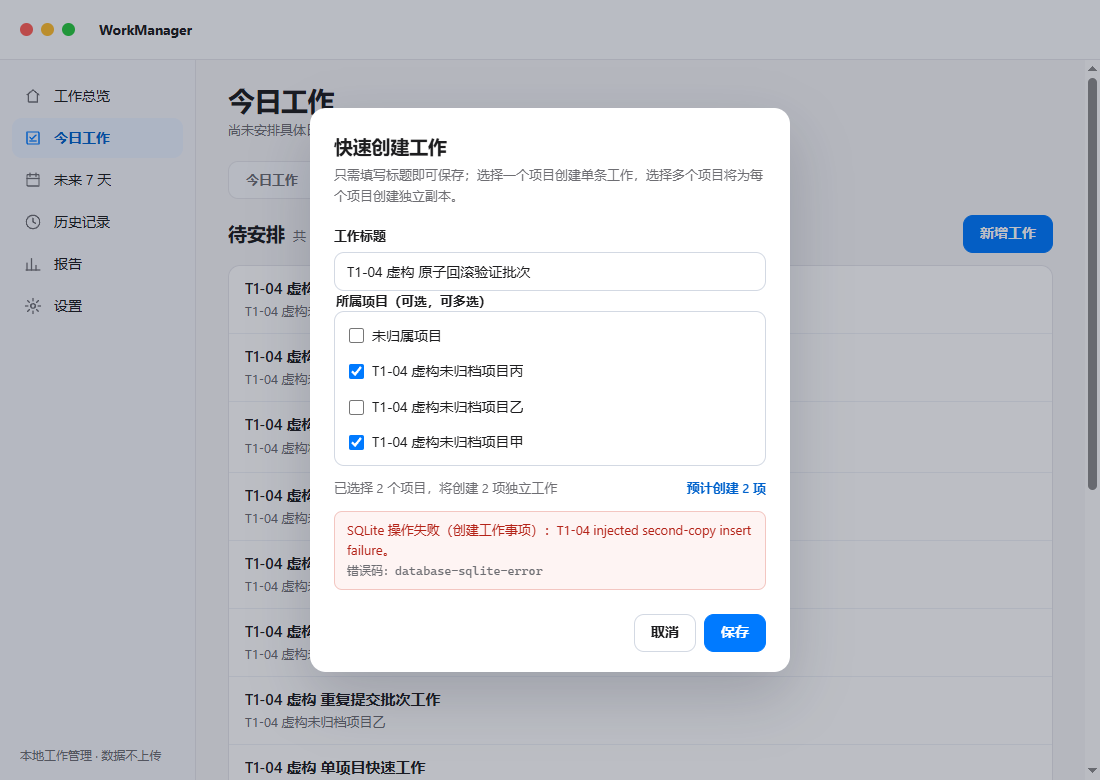 WorkManager
工作总览
今日工作
未来 7 天
历史记录
报告
设置
本地工作管理 · 数据不上传
今日工作
尚未安排具体
今日工作
待安排 共
新增工作
T1-04 虚构
T1-04 虚构
T1-04 虚构
T1-04 虚构
T1-04 虚构
T1-04 虚构
T1-04 虚构
T1-04 虚构
T1-04 虚构
T1-04 虚构
T1-04 虚构
T1-04 虚构
T1-04 虚构 重复提交批次工作
T1-04 虚构未归档项目乙
T1-04 虚构 单项目快速工作
快速创建工作
只需填写标题即可保存；选择一个项目创建单条工作，选择多个项目将为每
个项目创建独立副本。
工作标题
T1-04 虚构 原子回滚验证批次
所属项目（可选，可多选）
未归属项目
T1-04 虚构未归档项目丙
T1-04 虚构未归档项目乙
T1-04 虚构未归档项目甲
已选择 2 个项目，将创建 2 项独立工作
预计创建 2 项
SQLite 操作失败（创建工作事项）：T1-04 injected second-copy insert
failure。
错误码：database-sqlite-error
取消
保存